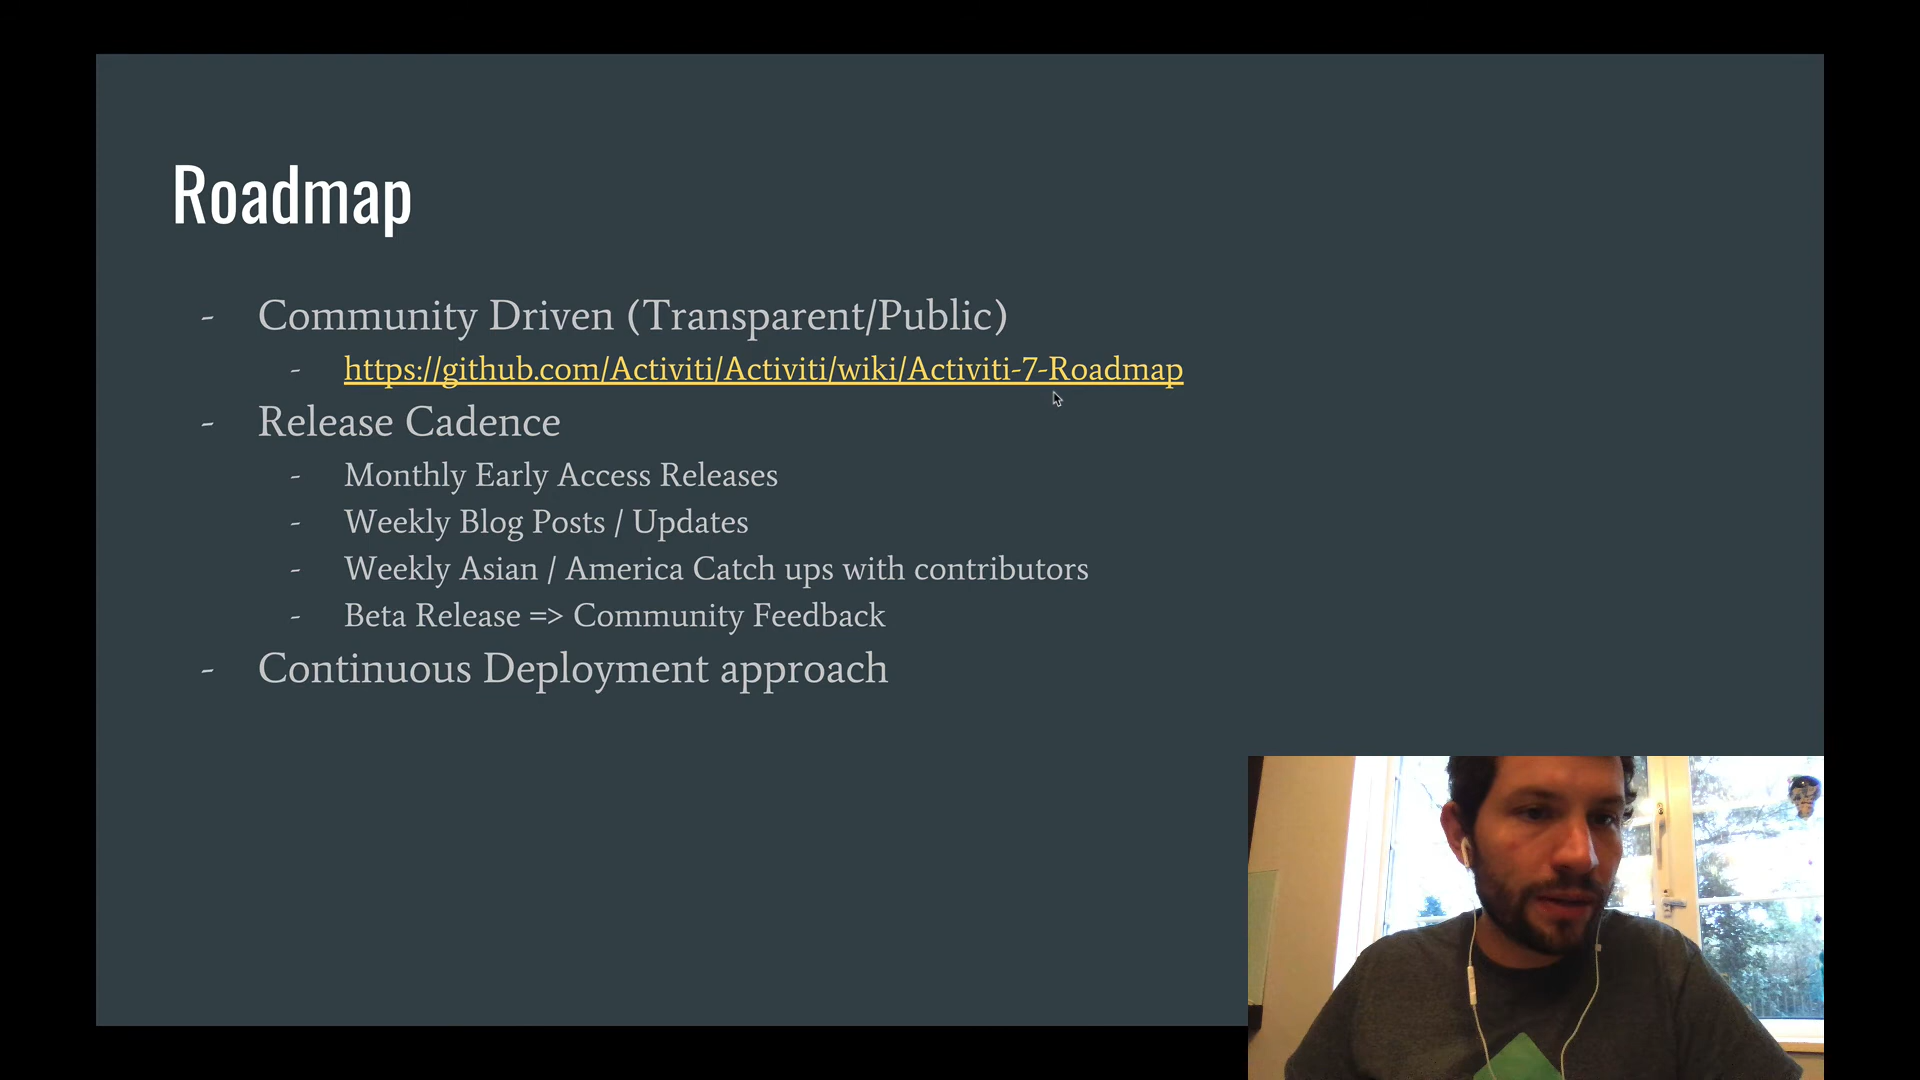 Roadmap
- Community Driven (Transparent/Public)
- https://github.com/Activiti/Activiti/wiki/Activiti-7-Roadmap
- Release Cadence
- Monthly Early Access Releases
- Weekly Blog Posts / Updates
- Weekly Asian / America Catch ups with contributors
- Beta Release => Community Feedback
- Continuous Deployment approach